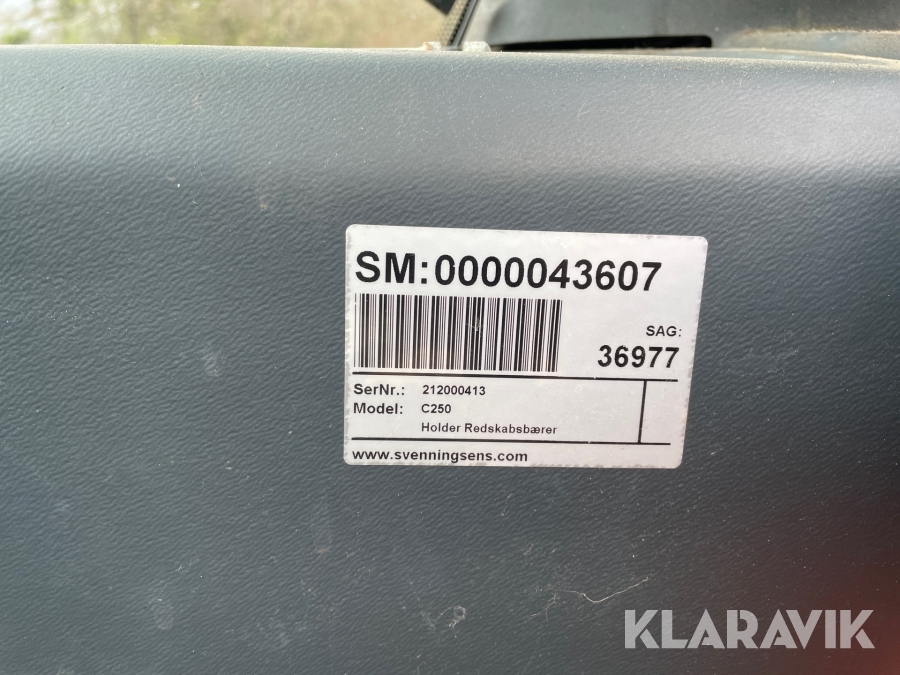 SM:0000043607
SAG:
36977
SerNr.: 212000413
Model: C250
Holder Redskabsbærer
www.svenningsens.com
KLARAVIK